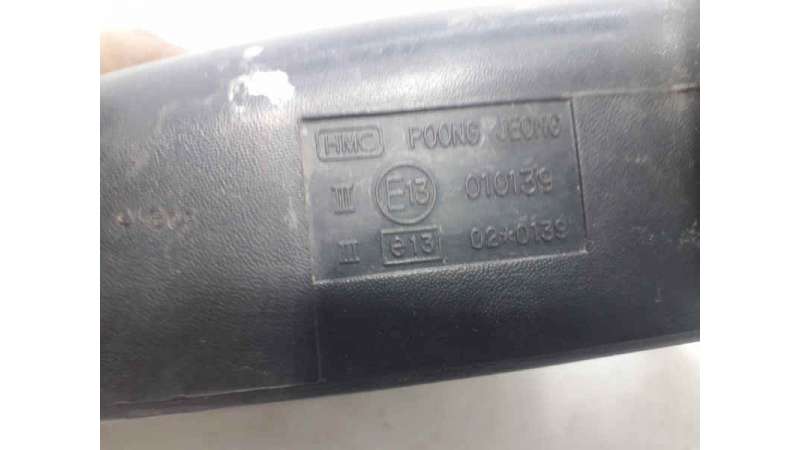 HMC POONG JEONG
III E13 010139
III e13 02*0139